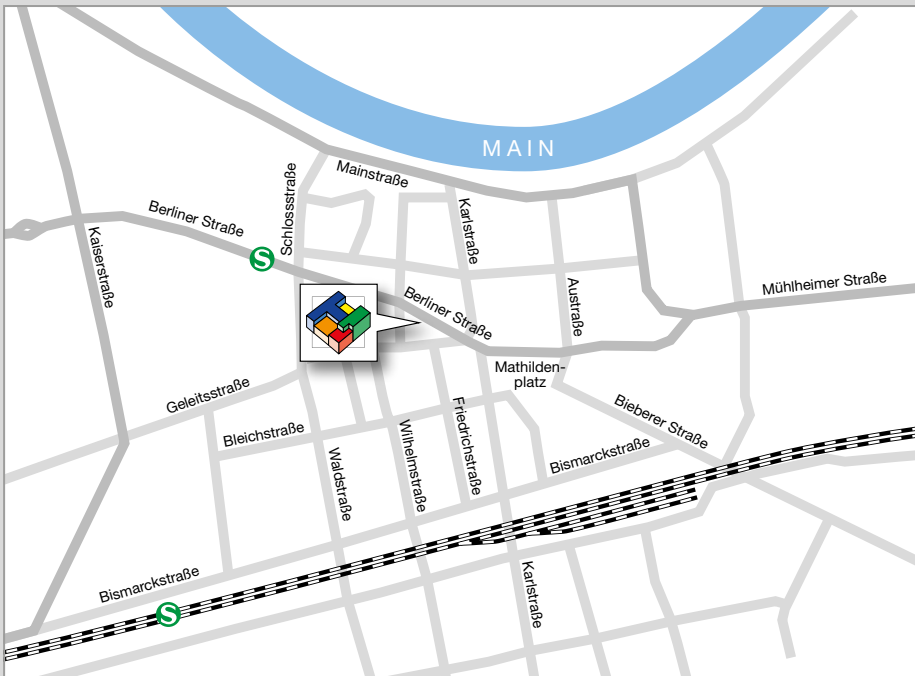 MAIN
Mainstraße
Schlossstraße
Berliner Straße
S
Karlstraße
Kaiserstraße
Mühlheimer Straße
Austraße
Berliner Straße
Mathilden-
platz
Geleitsstraße
Bieberer Straße
Bleichstraße
Friedrichstraße
Wilhelmstraße
Waldstraße
Bismarckstraße
Bismarckstraße
Karlstraße
S